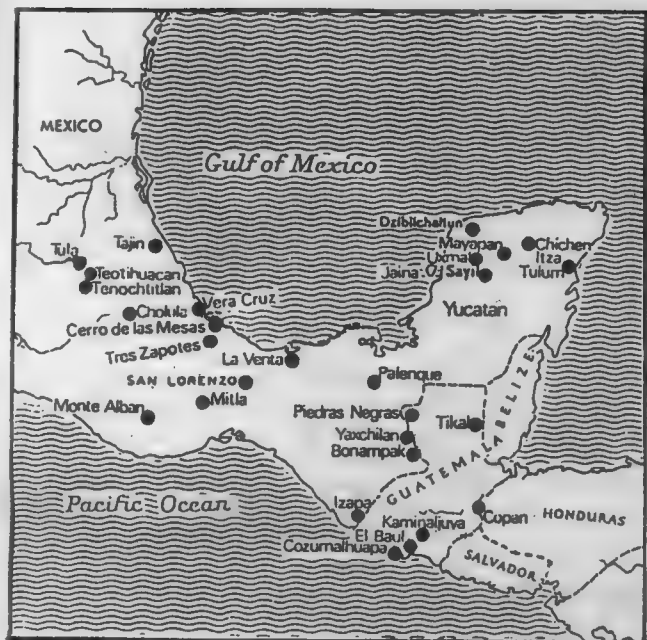 MEXICO
Gulf of Mexico
Dzibilchaltun
Tajin
Mayapan
Chichen
Itza
Tula
Uxmal
Teotihuacan
Jaina
Sayil
Tulum
Tenochtitlan
Yucatan
Cholula
Vera Cruz
Cerro de las Mesas
Tres Zapotes
La Venta
SAN LORENZO
Palenque
Monte Alban
Mitla
Piedras Negras
Tikal
BELIZE
Yaxchilan
Bonampak
GUATEMALA
Pacific Ocean
Izapa
Copan
HONDURAS
Kaminaljuya
El Baul
Cozumalhuapa
SALVADOR